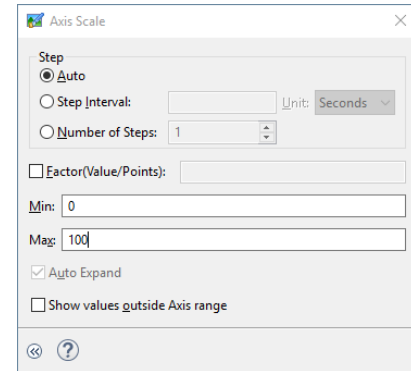 Axis Scale
Step
Auto
Step Interval:
Unit: Seconds
Number of Steps: 1
Factor(Value/Points):
Min: 0
Max: 100
Auto Expand
Show values outside Axis range
?